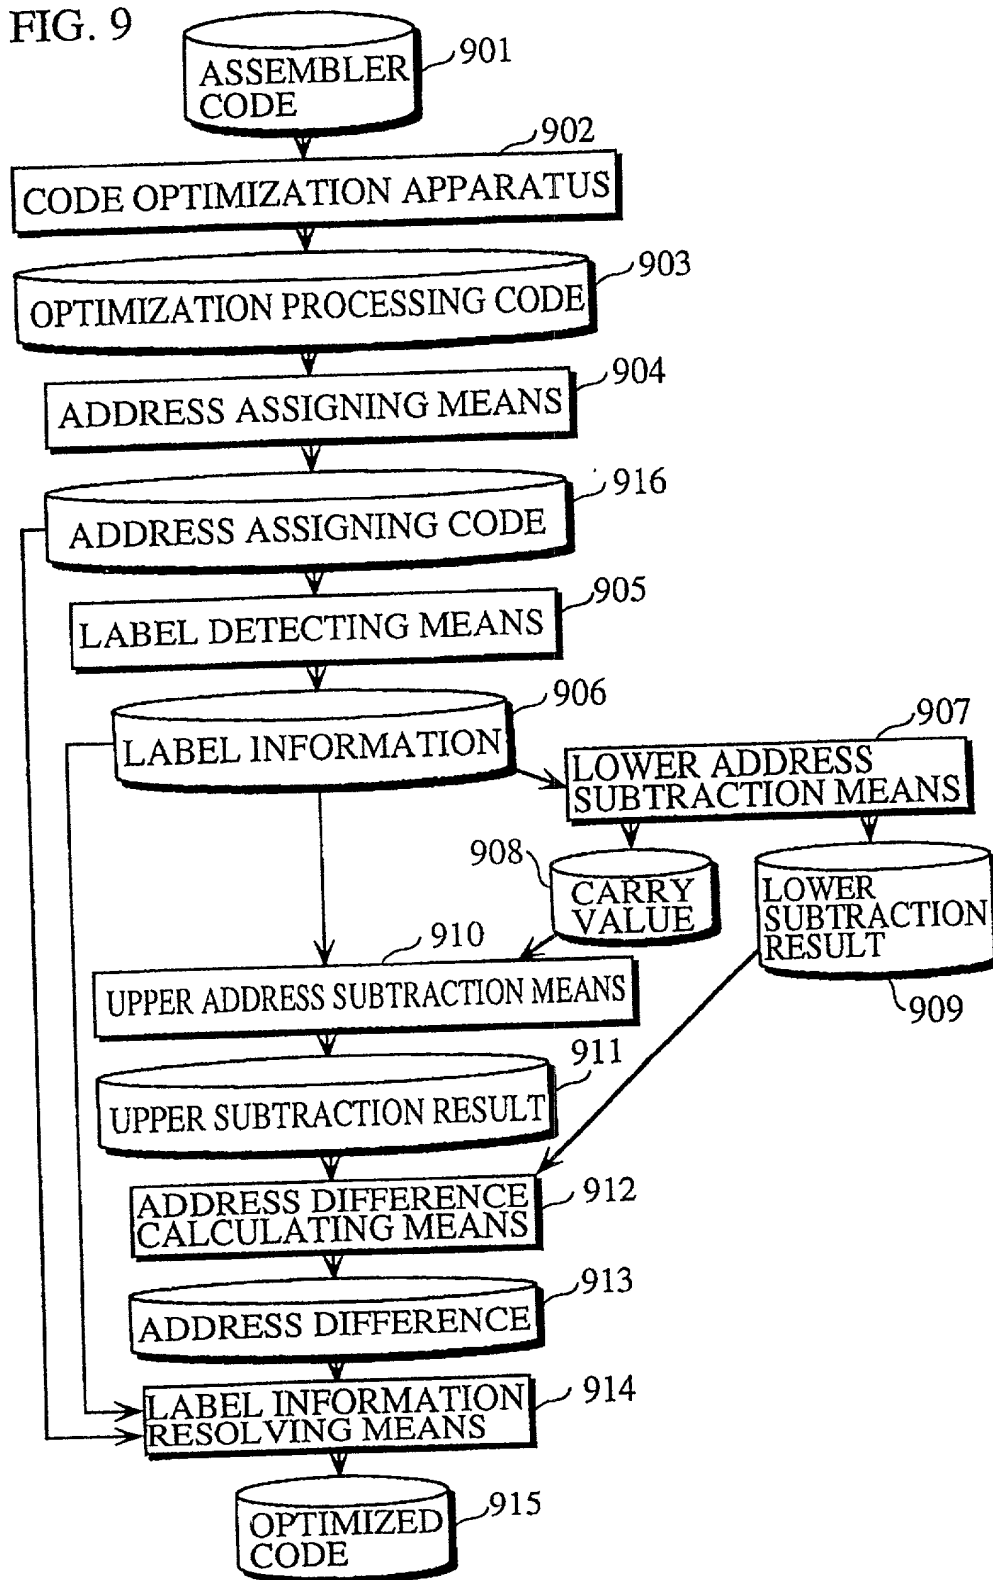 FIG. 9
901
ASSEMBLER
CODE
902
CODE OPTIMIZATION APPARATUS
903
OPTIMIZATION PROCESSING CODE
904
ADDRESS ASSIGNING MEANS
916
ADDRESS ASSIGNING CODE
905
LABEL DETECTING MEANS
906
LABEL INFORMATION
907
LOWER ADDRESS
SUBTRACTION MEANS
908
CARRY
VALUE
LOWER
SUBTRACTION
RESULT
909
910
UPPER ADDRESS SUBTRACTION MEANS
911
UPPER SUBTRACTION RESULT
912
ADDRESS DIFFERENCE
CALCULATING MEANS
913
ADDRESS DIFFERENCE
914
LABEL INFORMATION
RESOLVING MEANS
915
OPTIMIZED
CODE